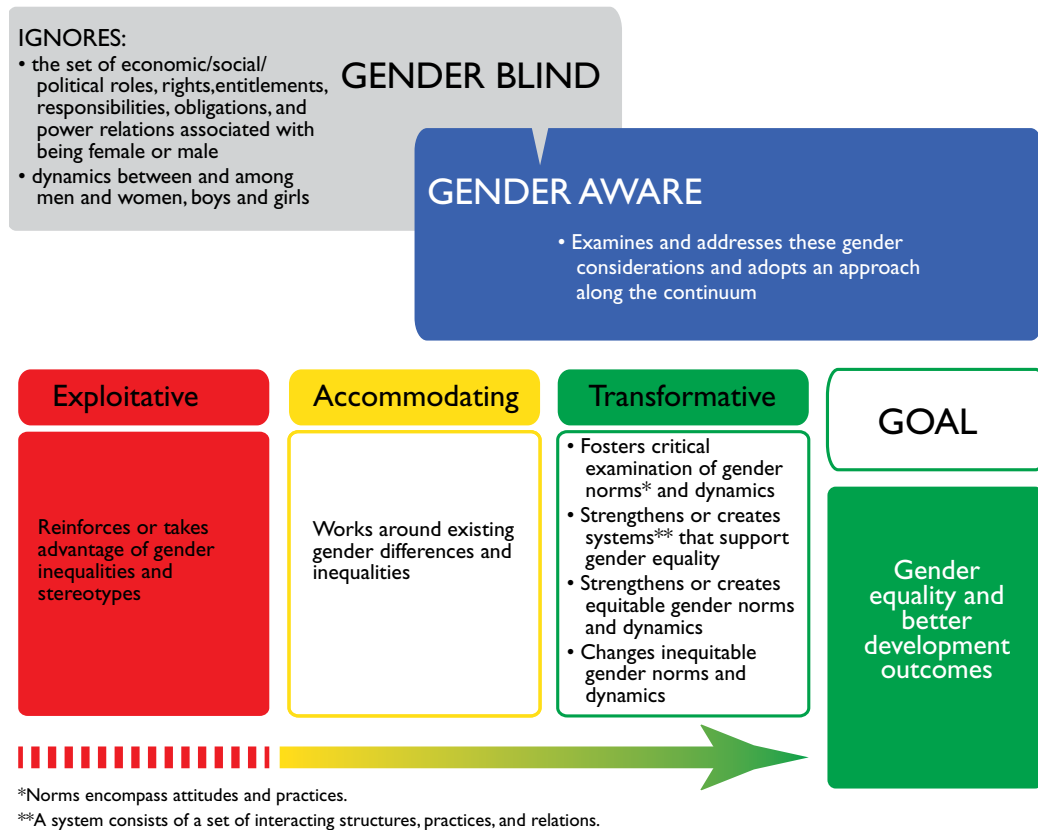 IGNORES:
• the set of economic/social/
political roles, rights,entitlements,
responsibilities, obligations, and
power relations associated with
being female or male
• dynamics between and among
men and women, boys and girls
GENDER BLIND
GENDER AWARE
• Examines and addresses these gender
considerations and adopts an approach
along the continuum
Exploitative
Reinforces or takes
advantage of gender
inequalities and
stereotypes
Accommodating
Works around existing
gender differences and
inequalities
Transformative
• Fosters critical
examination of gender
norms* and dynamics
• Strengthens or creates
systems** that support
gender equality
• Strengthens or creates
equitable gender norms
and dynamics
• Changes inequitable
gender norms and
dynamics
GOAL
Gender
equality and
better
development
outcomes
*Norms encompass attitudes and practices.
**A system consists of a set of interacting structures, practices, and relations.